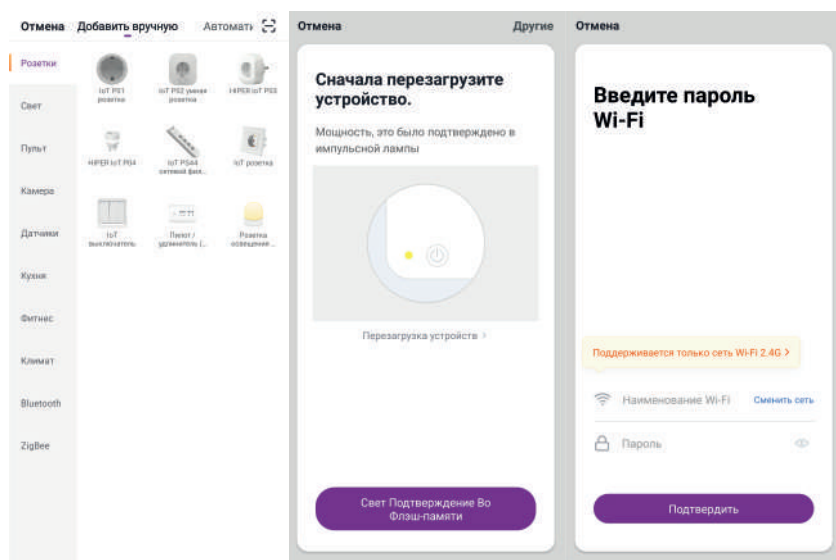 Отмена Добавить вручную Автомати
Розетки
Свет
Пульт
Камера
Датчики
Кухня
Фитнес
Климат
Bluetooth
ZigBee
IoT PS1
розетка
IoT PS2 умная
розетка
HIPER IoT PS3
HIPER IoT PS4
IoT PS44
сетевой фил...
IoT розетка
IoT
выключатель
Пилот /
удлинитель (...
Розетка
освещение ...
Отмена Другие
Сначала перезагрузите
устройство.
Мощность, это было подтверждено в
импульсной лампы
Перезагрузка устройств >
Свет Подтверждение Во
Флэш-памяти
Отмена
Введите пароль
Wi-Fi
Поддерживается только сеть Wi-Fi 2.4G >
Наименование Wi-Fi Сменить сеть
Пароль
Подтвердить